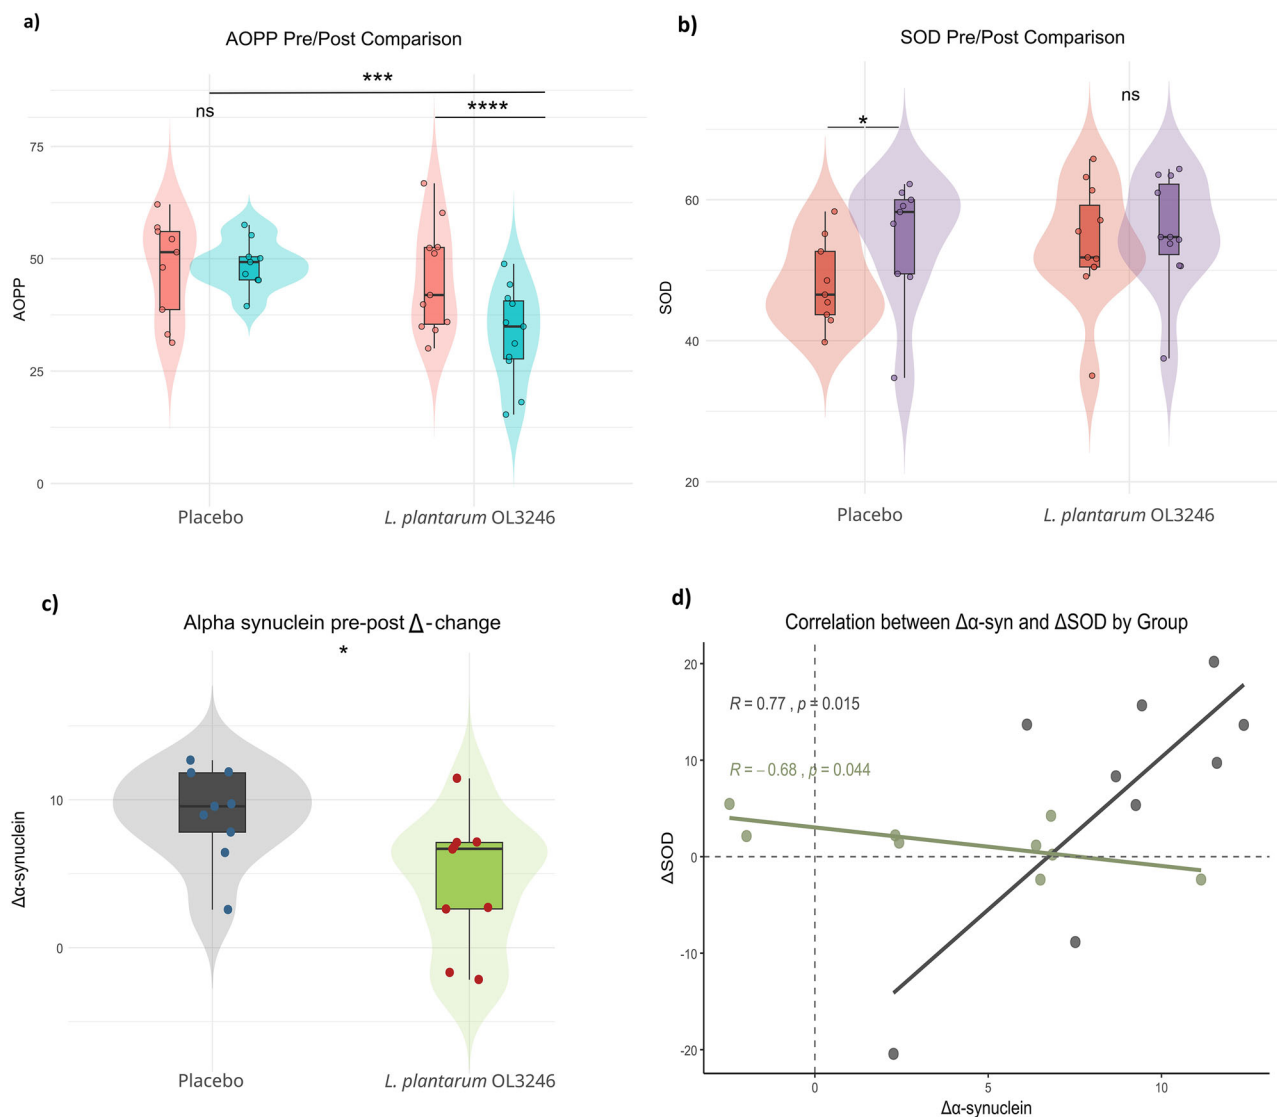 a)
AOPP Pre/Post Comparison
***
ns
****
AOPP
75
50
25
0
Placebo
L. plantarum OL3246
b)
SOD Pre/Post Comparison
ns
*
SOD
60
40
20
Placebo
L. plantarum OL3246
c)
Alpha synuclein pre-post Δ-change
*
Δα-synuclein
10
0
Placebo
L. plantarum OL3246
d)
Correlation between Δα-syn and ΔSOD by Group
R = 0.77 , p = 0.015
R = −0.68 , p = 0.044
ΔSOD
20
10
0
-10
-20
0
5
10
Δα-synuclein